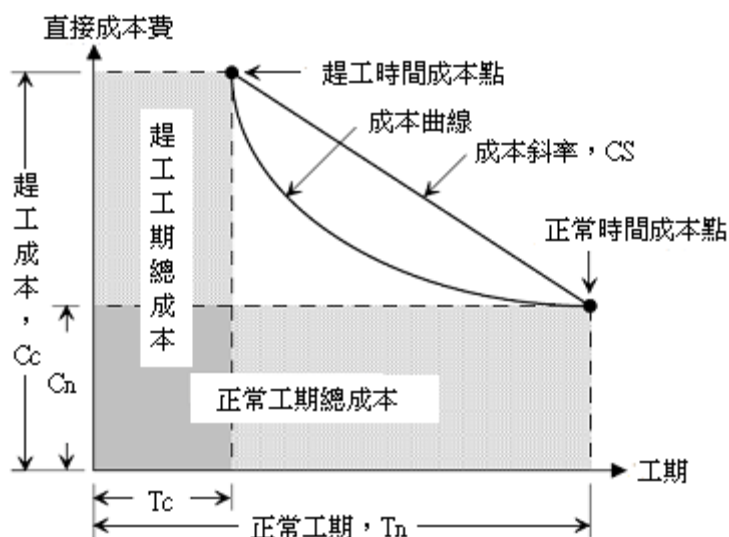 直接成本費
趕工時間成本點
成本曲線
成本斜率,CS
正常時間成本點
趕工工期總成本
趕工成本,Cc
Cn
正常工期總成本
工期
Tc
正常工期,Tn